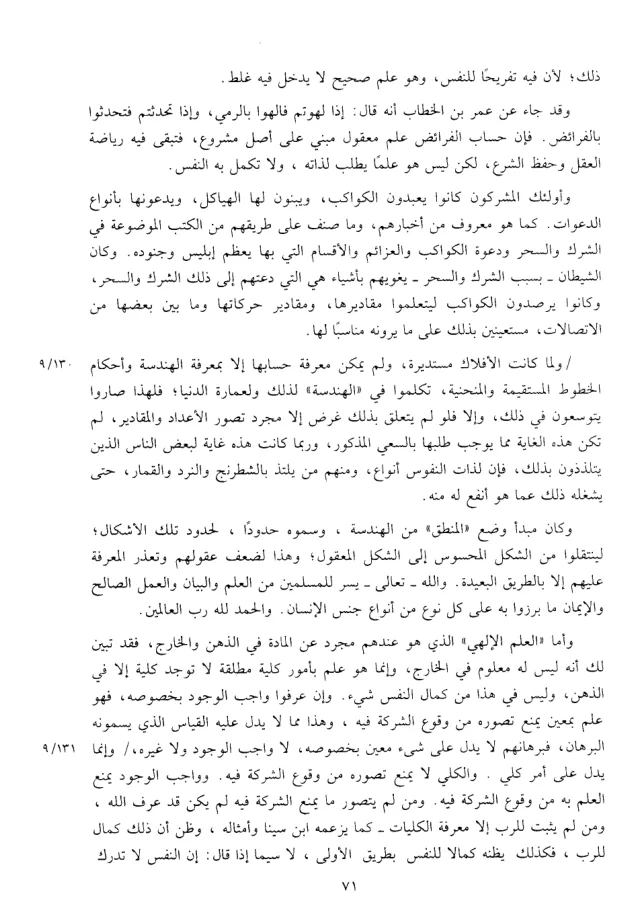 ذلك؛ لأن فيه تفريحًا للنفس، وهو علم صحيح لا يدخل فيه غلط.
وقد جاء عن عمر بن الخطاب أنه قال: إذا لهوتم فالهوا بالرمي، وإذا تحدثتم فتحدثوا
بالفرائض. فإن حساب الفرائض علم معقول مبني على أصل مشروع، فتبقى فيه رياضة
العقل وحفظ الشرع، لكن ليس هو علمًا يطلب لذاته، ولا تكمل به النفس.
وأولئك المشركون كانوا يعبدون الكواكب، ويبنون لها الهياكل، ويدعونها بأنواع
الدعوات. كما هو معروف من أخبارهم، وما صنف على طريقهم من الكتب الموضوعة في
الشرك والسحر ودعوة الكواكب والعزائم والأقسام التي بها يعظم إبليس وجنوده. وكان
الشيطان ـ بسبب الشرك والسحر ـ يغويهم بأشياء هي التي دعتهم إلى ذلك الشرك والسحر،
وكانوا يرصدون الكواكب ليتعلموا مقاديرها، ومقادير حركاتها وما بين بعضها من
الاتصالات، مستعينين بذلك على ما يرونه مناسبًا لها.
/ ولما كانت الأفلاك مستديرة، ولم يمكن معرفة حسابها إلا بمعرفة الهندسة وأحكام ٩/١٣٠
الخطوط المستقيمة والمنحنية، تكلموا في «الهندسة» لذلك ولعمارة الدنيا؛ فلهذا صاروا
يتوسعون في ذلك، وإلا فلو لم يتعلق بذلك غرض إلا مجرد تصور الأعداد والمقادير، لم
تكن هذه الغاية مما يوجب طلبها بالسعي المذكور، وربما كانت هذه غاية لبعض الناس الذين
يتلذذون بذلك، فإن لذات النفوس أنواع، ومنهم من يلتذ بالشطرنج والنرد والقمار، حتى
يشغله ذلك عما هو أنفع له منه.
وكان مبدأ وضع «المنطق» من الهندسة، وسموه حدودًا، لحدود تلك الأشكال؛
لينتقلوا من الشكل المحسوس إلى الشكل المعقول؛ وهذا لضعف عقولهم وتعذر المعرفة
عليهم إلا بالطريق البعيدة. والله ـ تعالى ـ يسر للمسلمين من العلم والبيان والعمل الصالح
والإيمان ما برزوا به على كل نوع من أنواع جنس الإنسان. والحمد لله رب العالمين.
وأما «العلم الإلهي» الذي هو عندهم مجرد عن المادة في الذهن والخارج، فقد تبين
لك أنه ليس له معلوم في الخارج، وإنما هو علم بأمور كلية مطلقة لا توجد كلية إلا في
الذهن، وليس في هذا من كمال النفس شيء. وإن عرفوا واجب الوجود بخصوصه، فهو
علم بمعين يمنع تصوره من وقوع الشركة فيه، وهذا مما لا يدل عليه القياس الذي يسمونه
البرهان، فبرهانهم لا يدل على شىء معين بخصوصه، لا واجب الوجود ولا غيره،/ وإنما ٩/١٣١
يدل على أمر كلي. والكلي لا يمنع تصوره من وقوع الشركة فيه. وواجب الوجود يمنع
العلم به من وقوع الشركة فيه. ومن لم يتصور ما يمنع الشركة فيه لم يكن قد عرف الله،
ومن لم يثبت للرب إلا معرفة الكليات ـ كما يزعمه ابن سينا وأمثاله، وظن أن ذلك كمال
للرب، فكذلك يظنه كمالا للنفس بطريق الأولى، لا سيما إذا قال: إن النفس لا تدرك
٧١